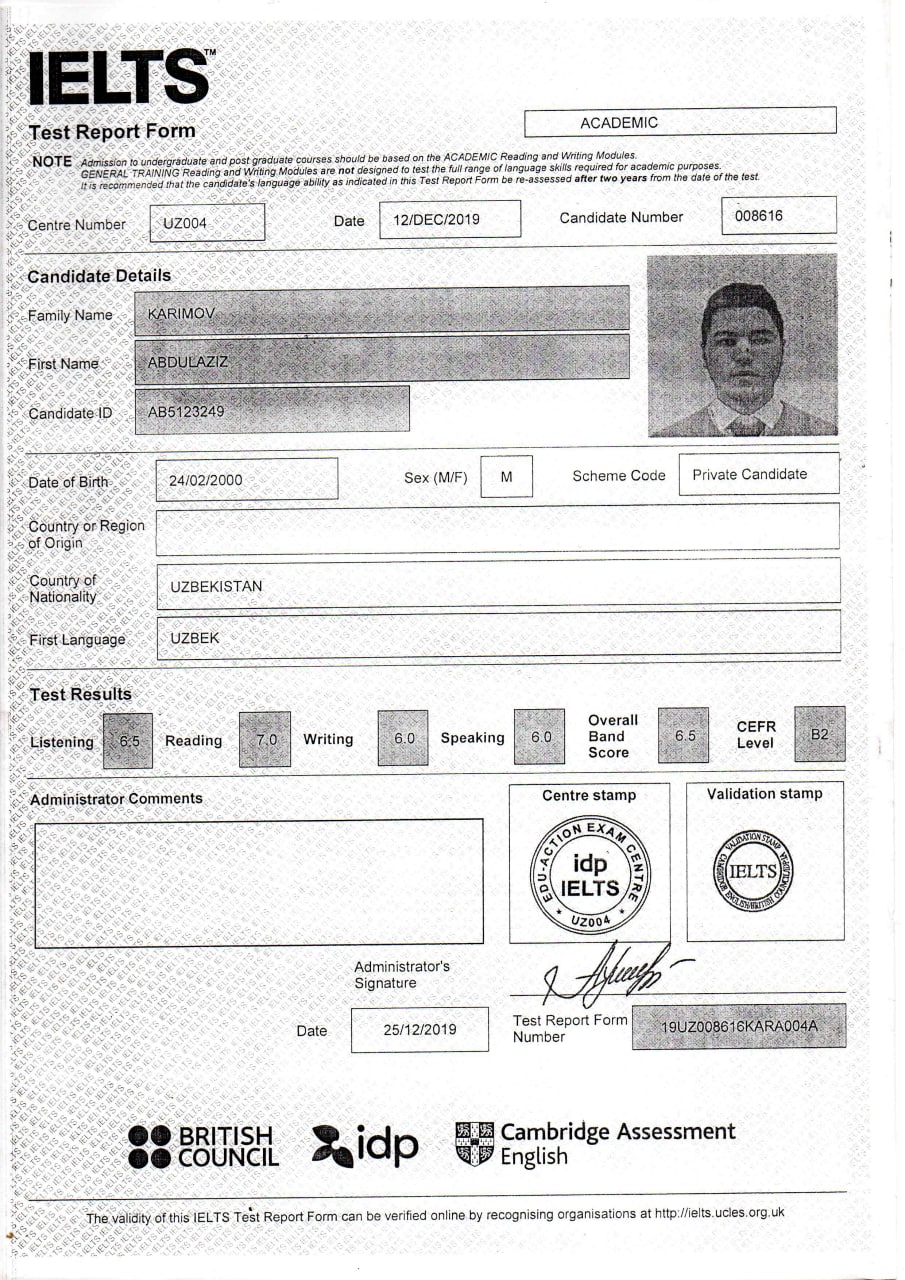 IELTS™
Test Report Form
ACADEMIC
NOTE Admission to undergraduate and post graduate courses should be based on the ACADEMIC Reading and Writing Modules.
GENERAL TRAINING Reading and Writing Modules are not designed to test the full range of language skills required for academic purposes.
It is recommended that the candidate's language ability as indicated in this Test Report Form be re-assessed after two years from the date of the test.
Centre Number UZ004 Date 12/DEC/2019 Candidate Number 008616
Candidate Details
Family Name KARIMOV
First Name ABDULAZIZ
Candidate ID AB5123249
Date of Birth 24/02/2000 Sex (M/F) M Scheme Code Private Candidate
Country or Region
of Origin
Country of
Nationality UZBEKISTAN
First Language UZBEK
Test Results
Listening 6.5 Reading 7.0 Writing 6.0 Speaking 6.0 Overall Band Score 6.5 CEFR Level B2
Administrator Comments
Centre stamp
EDU-ACTION EXAM CENTRE
idp
IELTS
* UZ004 *
Validation stamp
VALIDATION STAMP
IELTS
Administrator's
Signature
Date 25/12/2019
Test Report Form
Number 19UZ008616KARA004A
BRITISH
COUNCIL
idp
Cambridge Assessment
English
The validity of this IELTS Test Report Form can be verified online by recognising organisations at http://ielts.ucles.org.uk